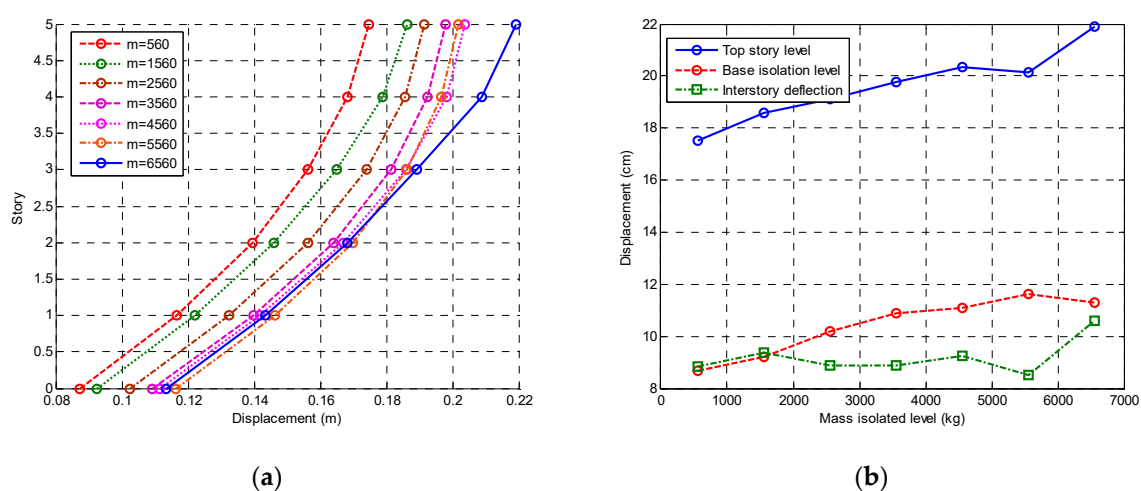 5
4.5
4
3.5
3
2.5
2
1.5
1
0.5
0
Story
m=560
m=1560
m=2560
m=3560
m=4560
m=5560
m=6560
0.08 0.1 0.12 0.14 0.16 0.18 0.2 0.22
Displacement (m)
(a)
22
20
18
16
14
12
10
8
Displacement (cm)
Top story level
Base isolation level
Interstory deflection
0 1000 2000 3000 4000 5000 6000 7000
Mass isolated level (kg)
(b)